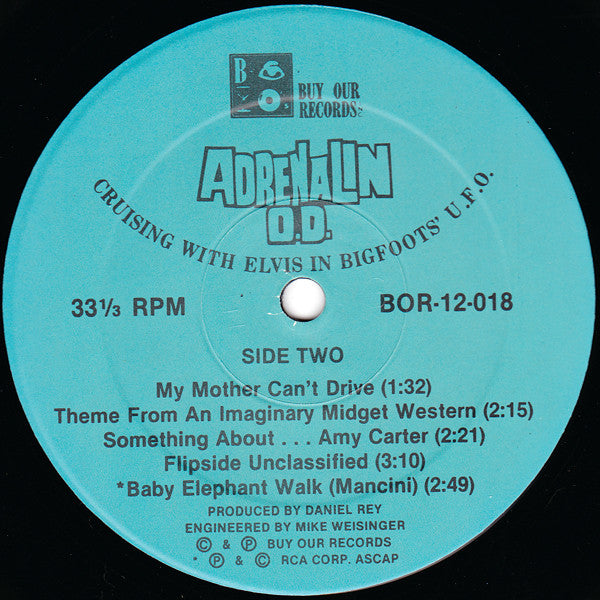 BUY OUR
RECORDS
ADRENALIN
O.D.
CRUISING WITH ELVIS IN BIGFOOTS' U.F.O.
33⅓ RPM
BOR-12-018
SIDE TWO
My Mother Can't Drive (1:32)
Theme From An Imaginary Midget Western (2:15)
Something About . . . Amy Carter (2:21)
Flipside Unclassified (3:10)
*Baby Elephant Walk (Mancini) (2:49)
PRODUCED BY DANIEL REY
ENGINEERED BY MIKE WEISINGER
Ⓒ & Ⓟ BUY OUR RECORDS
* Ⓟ & Ⓒ RCA CORP. ASCAP